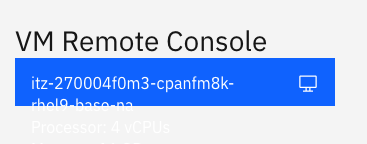 VM Remote Console
itz-270004f0m3-cpanfm8k-
rhel9-base-na
Processor: 4 vCPUs